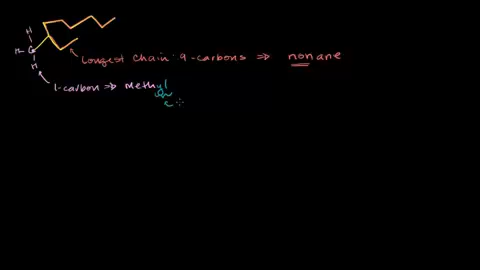 H
H-C
H
Longest chain 9-carbons ⇒ nonane
1-carbon ⇒ methyl